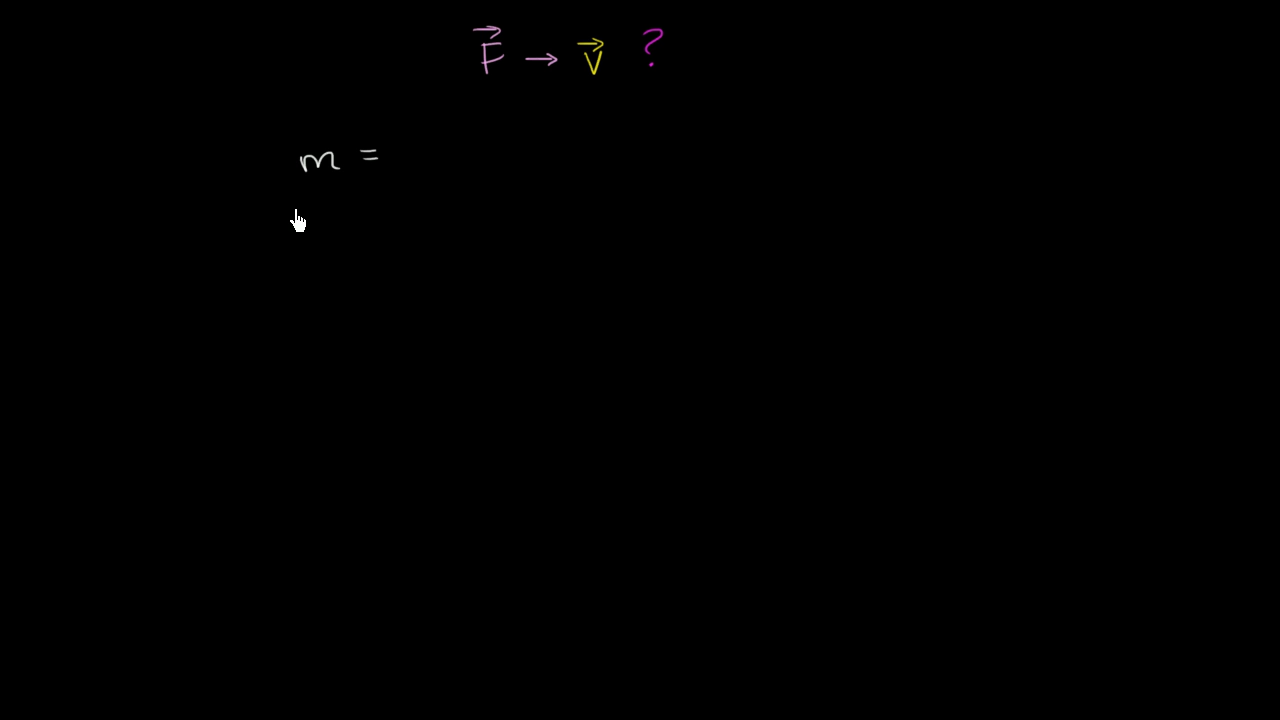 F⃗ → v⃗ ?
m =